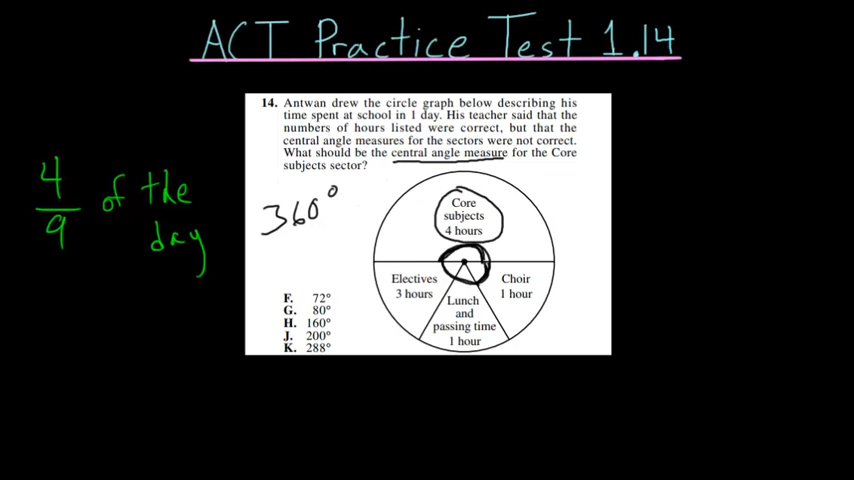 ACT Practice Test 1.14
14. Antwan drew the circle graph below describing his
time spent at school in 1 day. His teacher said that the
numbers of hours listed were correct, but that the
central angle measures for the sectors were not correct.
What should be the central angle measure for the Core
subjects sector?
4
9
of the
day
360°
Core
subjects
4 hours
Electives
3 hours
Choir
1 hour
Lunch
and
passing time
1 hour
F. 72°
G. 80°
H. 160°
J. 200°
K. 288°